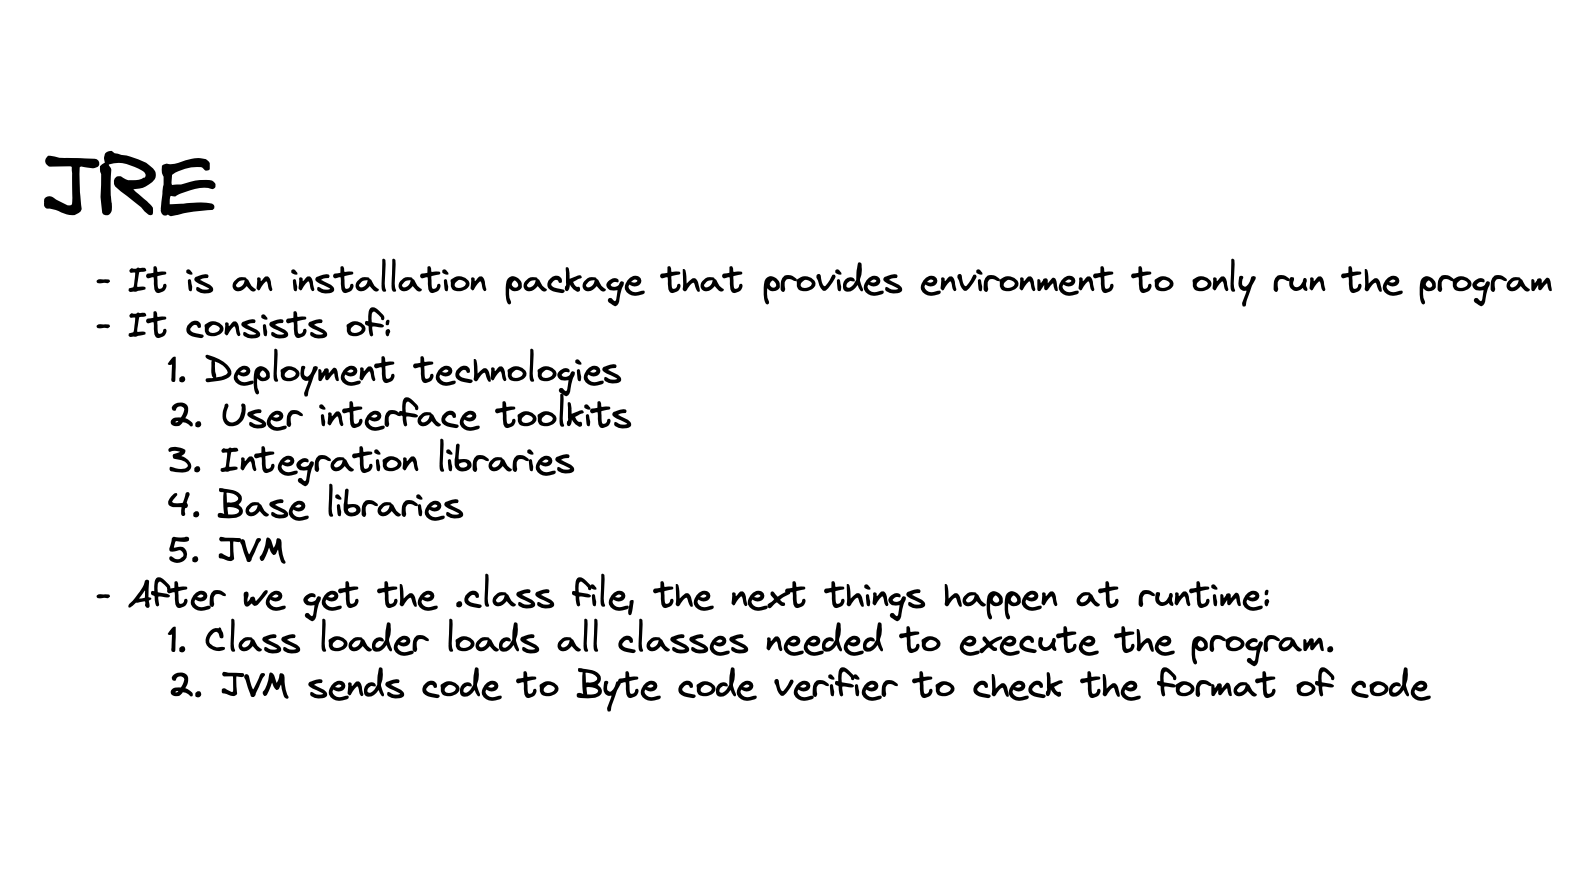 JRE
- It is an installation package that provides environment to only run the program
- It consists of:
1. Deployment technologies
2. User interface toolkits
3. Integration libraries
4. Base libraries
5. JVM
- After we get the .class file, the next things happen at runtime:
1. Class loader loads all classes needed to execute the program.
2. JVM sends code to Byte code verifier to check the format of code